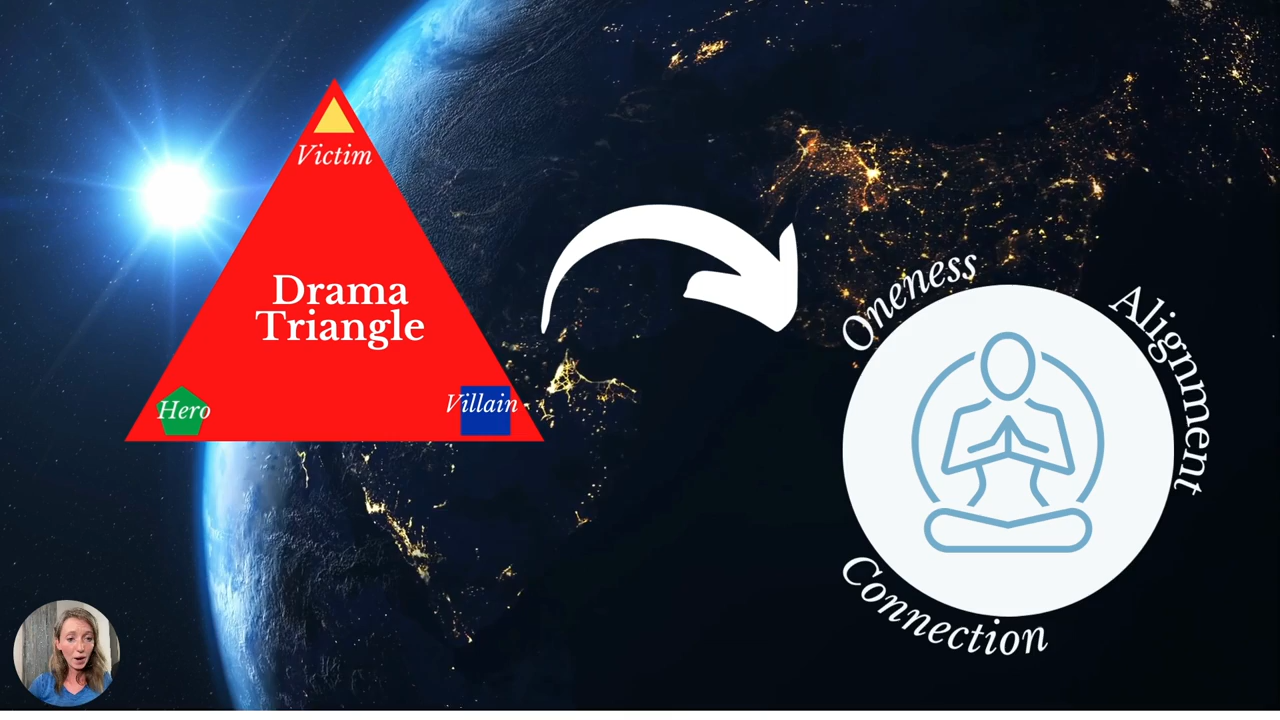 Victim
Drama
Triangle
Hero
Villain
Oneness
Alignment
Connection